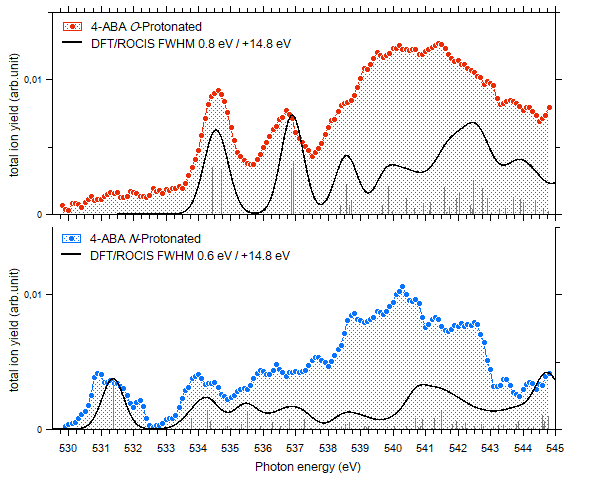 4-ABA O-Protonated
DFT/ROCIS FWHM 0.8 eV / +14.8 eV
0,01
0
total ion yield (arb.unit)
4-ABA N-Protonated
DFT/ROCIS FWHM 0.6 eV / +14.8 eV
0,01
0
total ion yield (arb.unit)
530 531 532 533 534 535 536 537 538 539 540 541 542 543 544 545
Photon energy (eV)